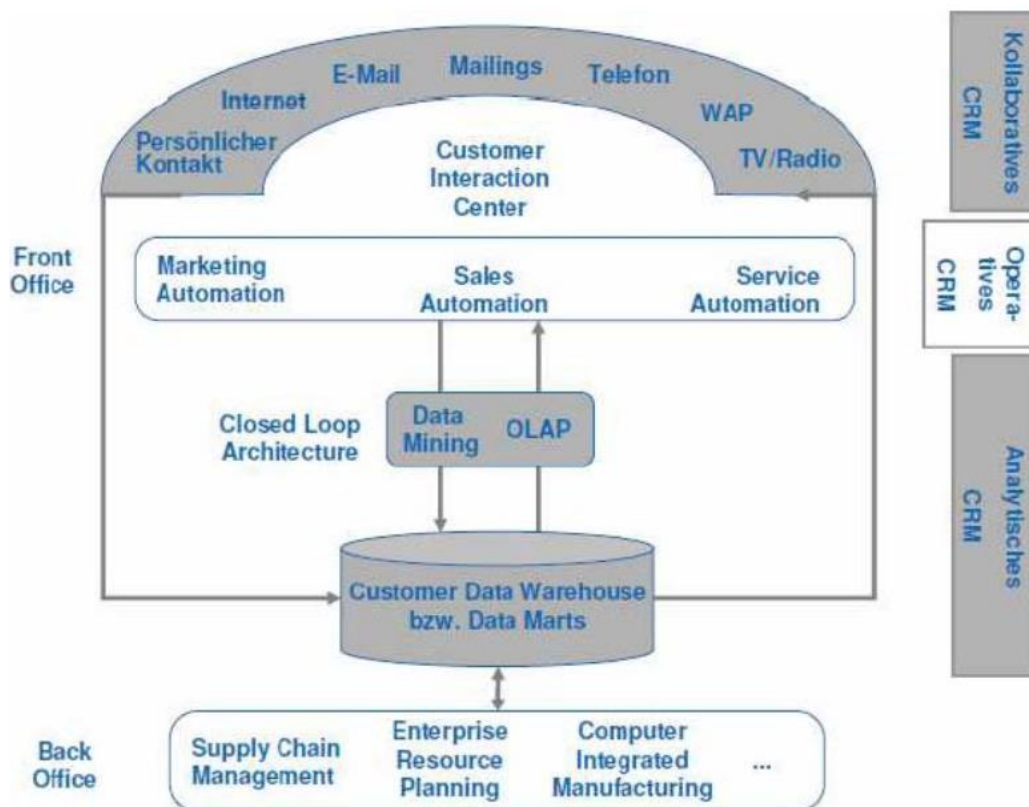 E-Mail
Mailings
Telefon
Internet
WAP
Persönlicher
Kontakt
TV/Radio
Customer
Interaction
Center
Kollaboratives
CRM
Front
Office
Marketing
Automation
Sales
Automation
Service
Automation
Opera-
tives
CRM
Closed Loop
Architecture
Data
Mining
OLAP
Analytisches
CRM
Customer Data Warehouse
bzw. Data Marts
Back
Office
Supply Chain
Management
Enterprise
Resource
Planning
Computer
Integrated
Manufacturing
...